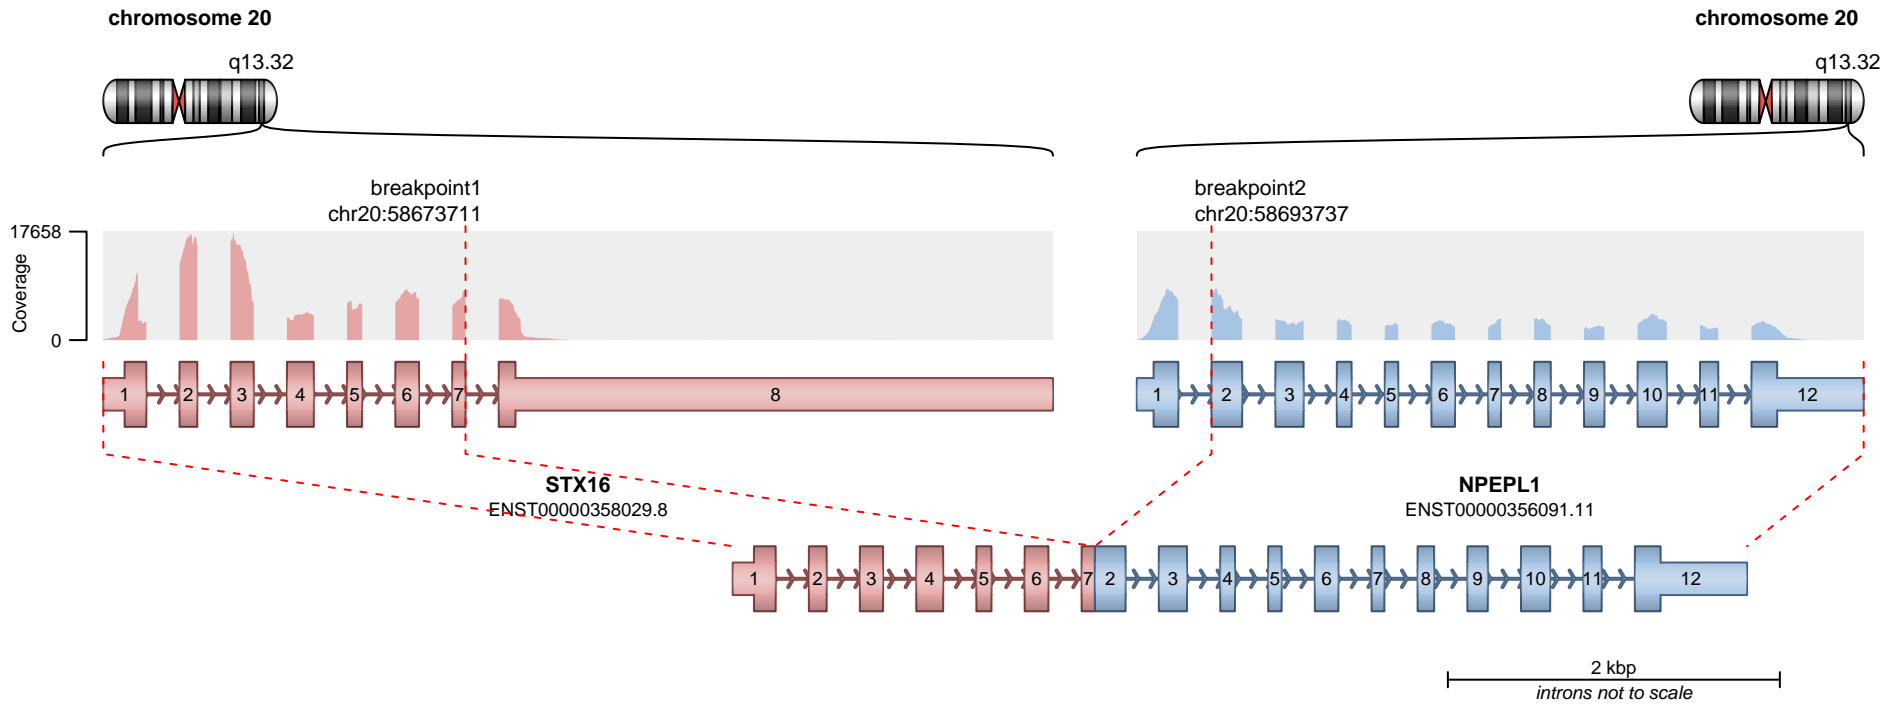 chromosome 20
chromosome 20
q13.32
q13.32
breakpoint1
chr20:58673711
breakpoint2
chr20:58693737
17658
Coverage
0
1 2 3 4 5 6 7 8
1 2 3 4 5 6 7 8 9 10 11 12
STX16
ENST00000358029.8
NPEPL1
ENST00000356091.11
1 2 3 4 5 6 7 2 3 4 5 6 7 8 9 10 11 12
2 kbp
introns not to scale